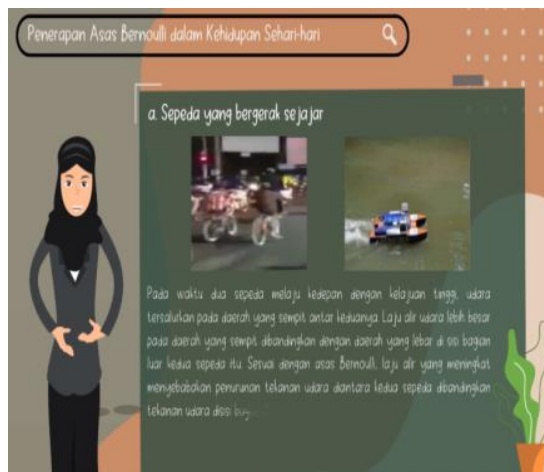 Penerapan Asas Bernoulli dalam Kehidupan Sehari-hari
a. Sepeda yang bergerak sejajar
Pada waktu dua sepeda melaju kedepan dengan kelajuan tinggi, udara
tersalurkan pada daerah yang sempit antar keduanya. Laju alir udara lebih besar
pada daerah yang sempit dibandingkan dengan daerah yang lebar di sisi bagian
luar kedua sepeda itu. Sesuai dengan asas Bernoulli, laju alir yang meningkat
menyebabakan penurunan tekanan udara diantara kedua sepeda dibandingkan
tekanan udara disisi